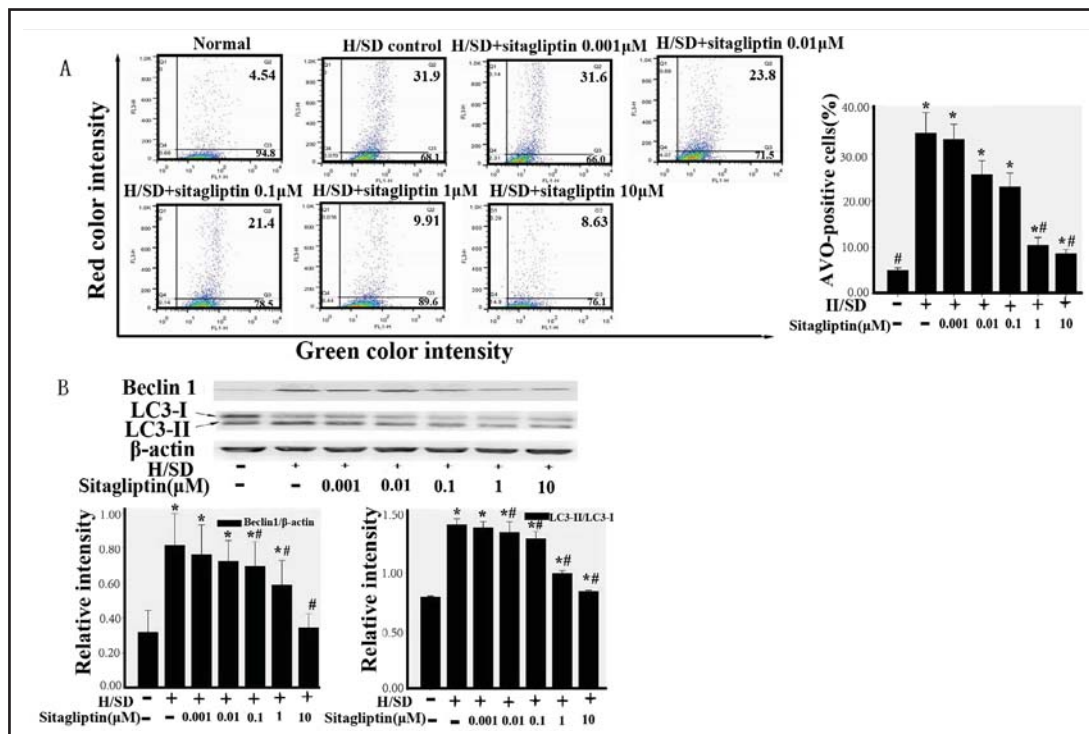 A
Normal
H/SD control
H/SD+sitagliptin 0.001μM
H/SD+sitagliptin 0.01μM
4.54
94.8
31.9
68.1
31.6
66.0
23.8
71.5
H/SD+sitagliptin 0.1μM
H/SD+sitagliptin 1μM
H/SD+sitagliptin 10μM
21.4
78.5
9.91
89.6
8.63
76.1
Red color intensity
Green color intensity
AVO-positive cells(%)
40.00
30.00
20.00
10.00
0.00
# * * * * *# *#
II/SD − + + + + + +
Sitagliptin(μM) − − 0.001 0.01 0.1 1 10
B
Beclin 1
LC3-I
LC3-II
β-actin
H/SD − + + + + + +
Sitagliptin(μM) − − 0.001 0.01 0.1 1 10
Relative intensity
1.00
0.80
0.60
0.40
0.20
0.00
Beclin1/β-actin
* * * *# *# #
H/SD − + + + + + +
Sitagliptin(μM) − − 0.001 0.01 0.1 1 10
Relative intensity
1.50
1.00
0.50
0.00
LC3-II/LC3-I
* * *# *# *# *#
H/SD − + + + + + +
Sitagliptin(μM) − − 0.001 0.01 0.1 1 10